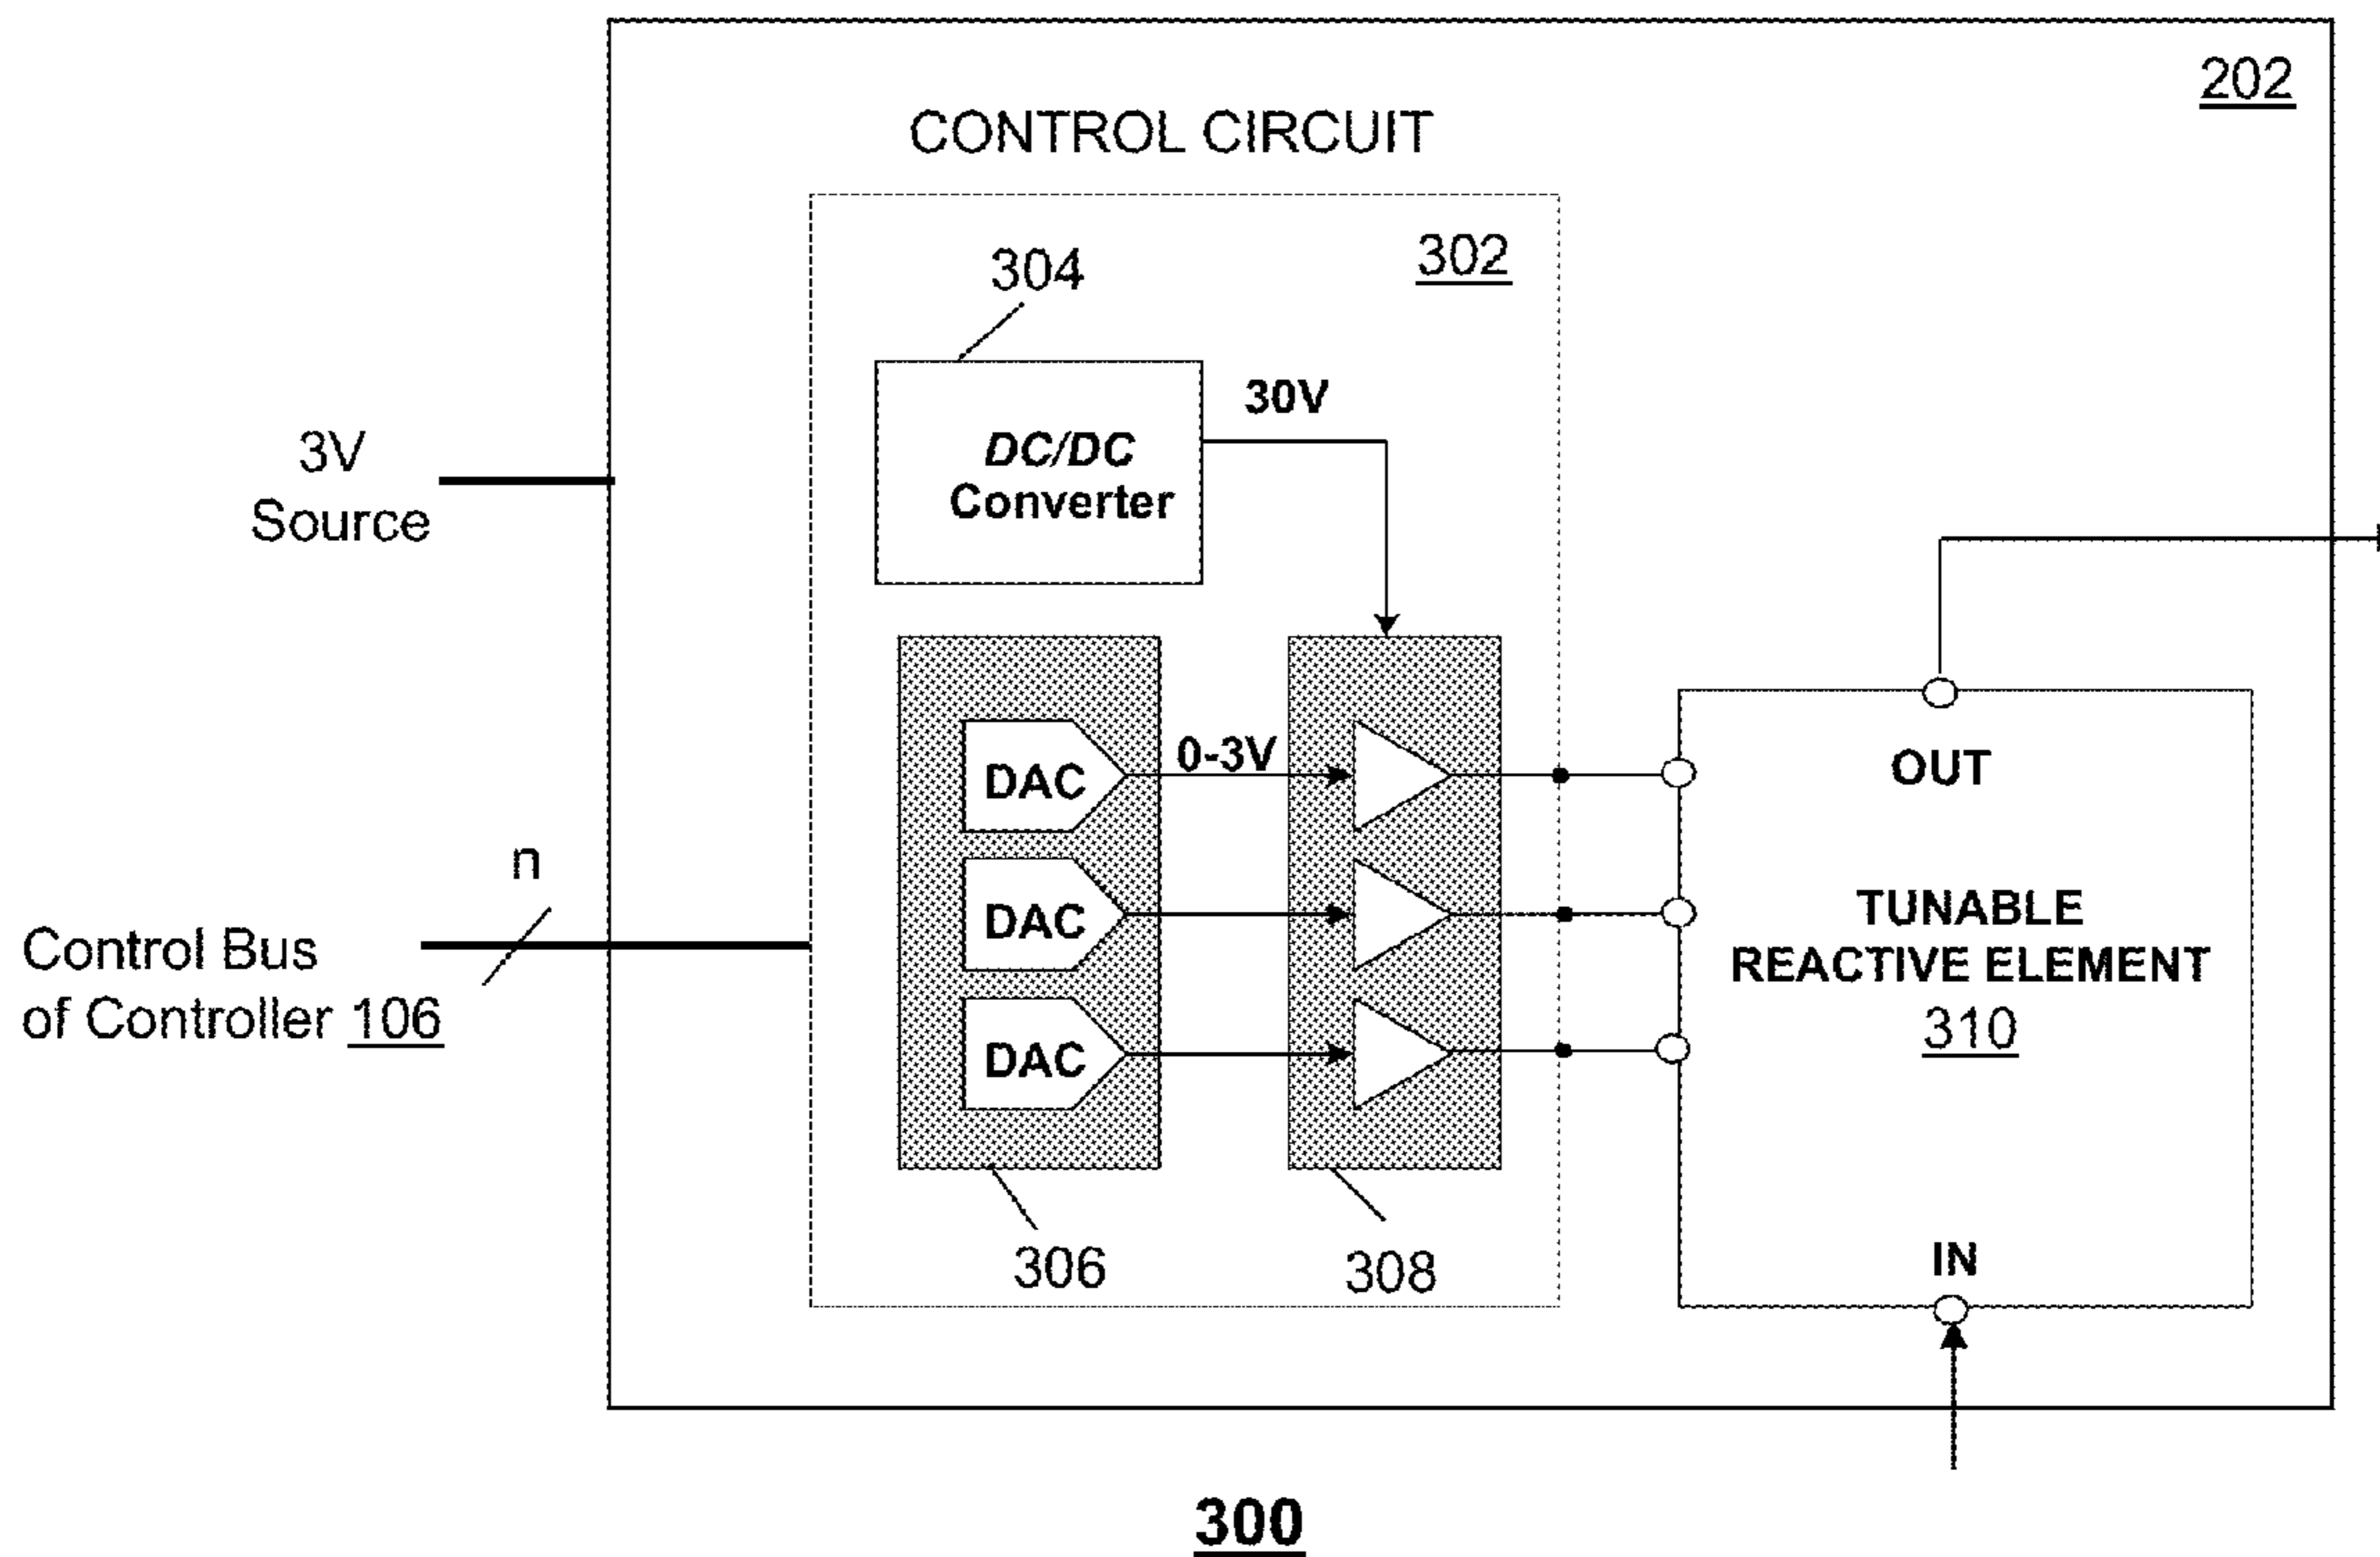 202
CONTROL CIRCUIT
302
304
30V
DC/DC
Converter
3V
Source
0-3V
DAC
DAC
DAC
n
Control Bus
of Controller 106
OUT
TUNABLE
REACTIVE ELEMENT
310
IN
306
308
300